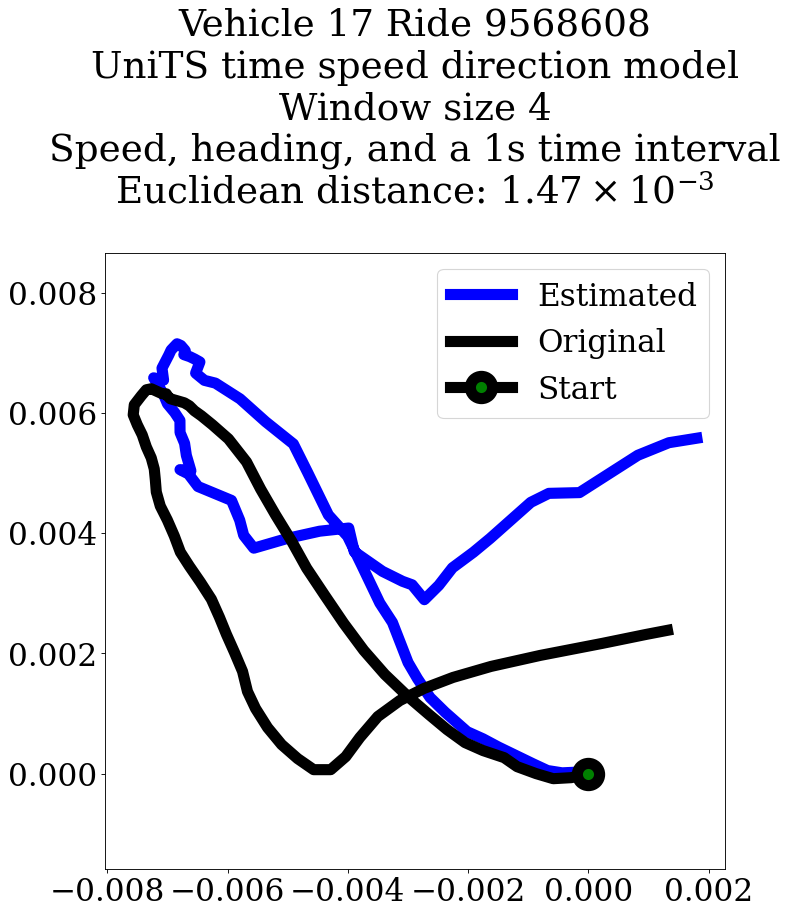 Vehicle 17 Ride 9568608
UniTS time speed direction model
Window size 4
Speed, heading, and a 1s time interval
Euclidean distance: 1.47 × 10⁻³
Estimated
Original
Start
0.008
0.006
0.004
0.002
0.000
−0.008 −0.006 −0.004 −0.002 0.000 0.002